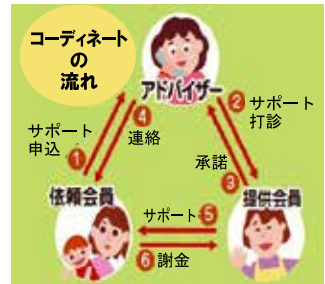 コーディネート
の
流れ
アドバイザー
サポート
申込
1
4
連絡
2
サポート
打診
承諾
3
依頼会員
提供会員
サポート 5
6 謝金